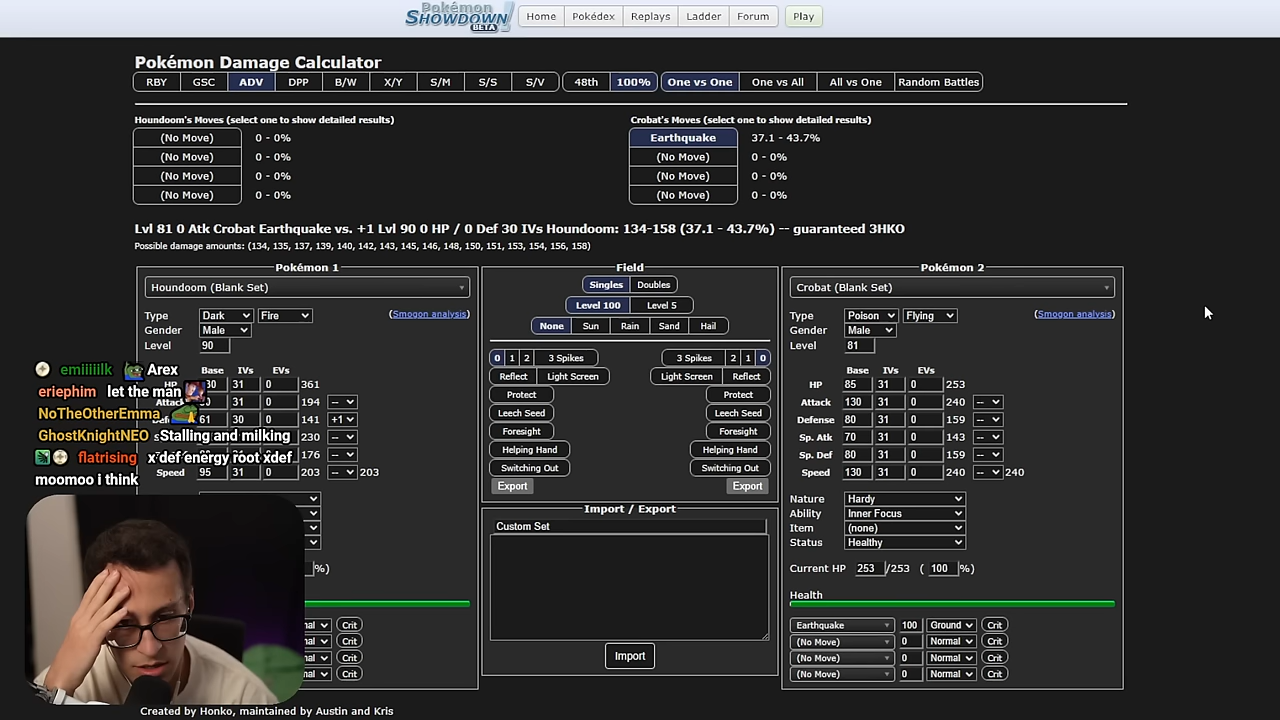 Pokémon
SHOWDOWN!
BETA
Home Pokédex Replays Ladder Forum Play
Pokémon Damage Calculator
RBY GSC ADV DPP B/W X/Y S/M S/S S/V 48th 100% One vs One One vs All All vs One Random Battles
Houndoom's Moves (select one to show detailed results)
(No Move) 0 - 0%
(No Move) 0 - 0%
(No Move) 0 - 0%
(No Move) 0 - 0%
Crobat's Moves (select one to show detailed results)
Earthquake 37.1 - 43.7%
(No Move) 0 - 0%
(No Move) 0 - 0%
(No Move) 0 - 0%
Lvl 81 0 Atk Crobat Earthquake vs. +1 Lvl 90 0 HP / 0 Def 30 IVs Houndoom: 134-158 (37.1 - 43.7%) -- guaranteed 3HKO
Possible damage amounts: (134, 135, 137, 139, 140, 142, 143, 145, 146, 148, 150, 151, 153, 154, 156, 158)
Pokémon 1
Houndoom (Blank Set)
Type Dark Fire (Smogon analysis)
Gender Male
Level 90
Base IVs EVs
31 0 361
31 0 194 --
61 30 0 141 +1
31 0 230 --
31 0 176 --
Speed 95 31 0 203 -- 203
%)
Crit
Crit
Crit
Crit
emiiiilk Arex
eriephim let the man
NoTheOtherEmma
GhostKnightNEO Stalling and milking
flatrising x def energy root xdef
moomoo i think
Field
Singles Doubles
Level 100 Level 5
None Sun Rain Sand Hail
0 1 2 3 Spikes 3 Spikes 2 1 0
Reflect Light Screen Light Screen Reflect
Protect Protect
Leech Seed Leech Seed
Foresight Foresight
Helping Hand Helping Hand
Switching Out Switching Out
Export Export
Import / Export
Custom Set
Import
Pokémon 2
Crobat (Blank Set)
Type Poison Flying (Smogon analysis)
Gender Male
Level 81
Base IVs EVs
HP 85 31 0 253
Attack 130 31 0 240 --
Defense 80 31 0 159 --
Sp. Atk 70 31 0 143 --
Sp. Def 80 31 0 159 --
Speed 130 31 0 240 -- 240
Nature Hardy
Ability Inner Focus
Item (none)
Status Healthy
Current HP 253 /253 ( 100 %)
Health
Earthquake 100 Ground Crit
(No Move) 0 Normal Crit
(No Move) 0 Normal Crit
(No Move) 0 Normal Crit
Created by Honko, maintained by Austin and Kris